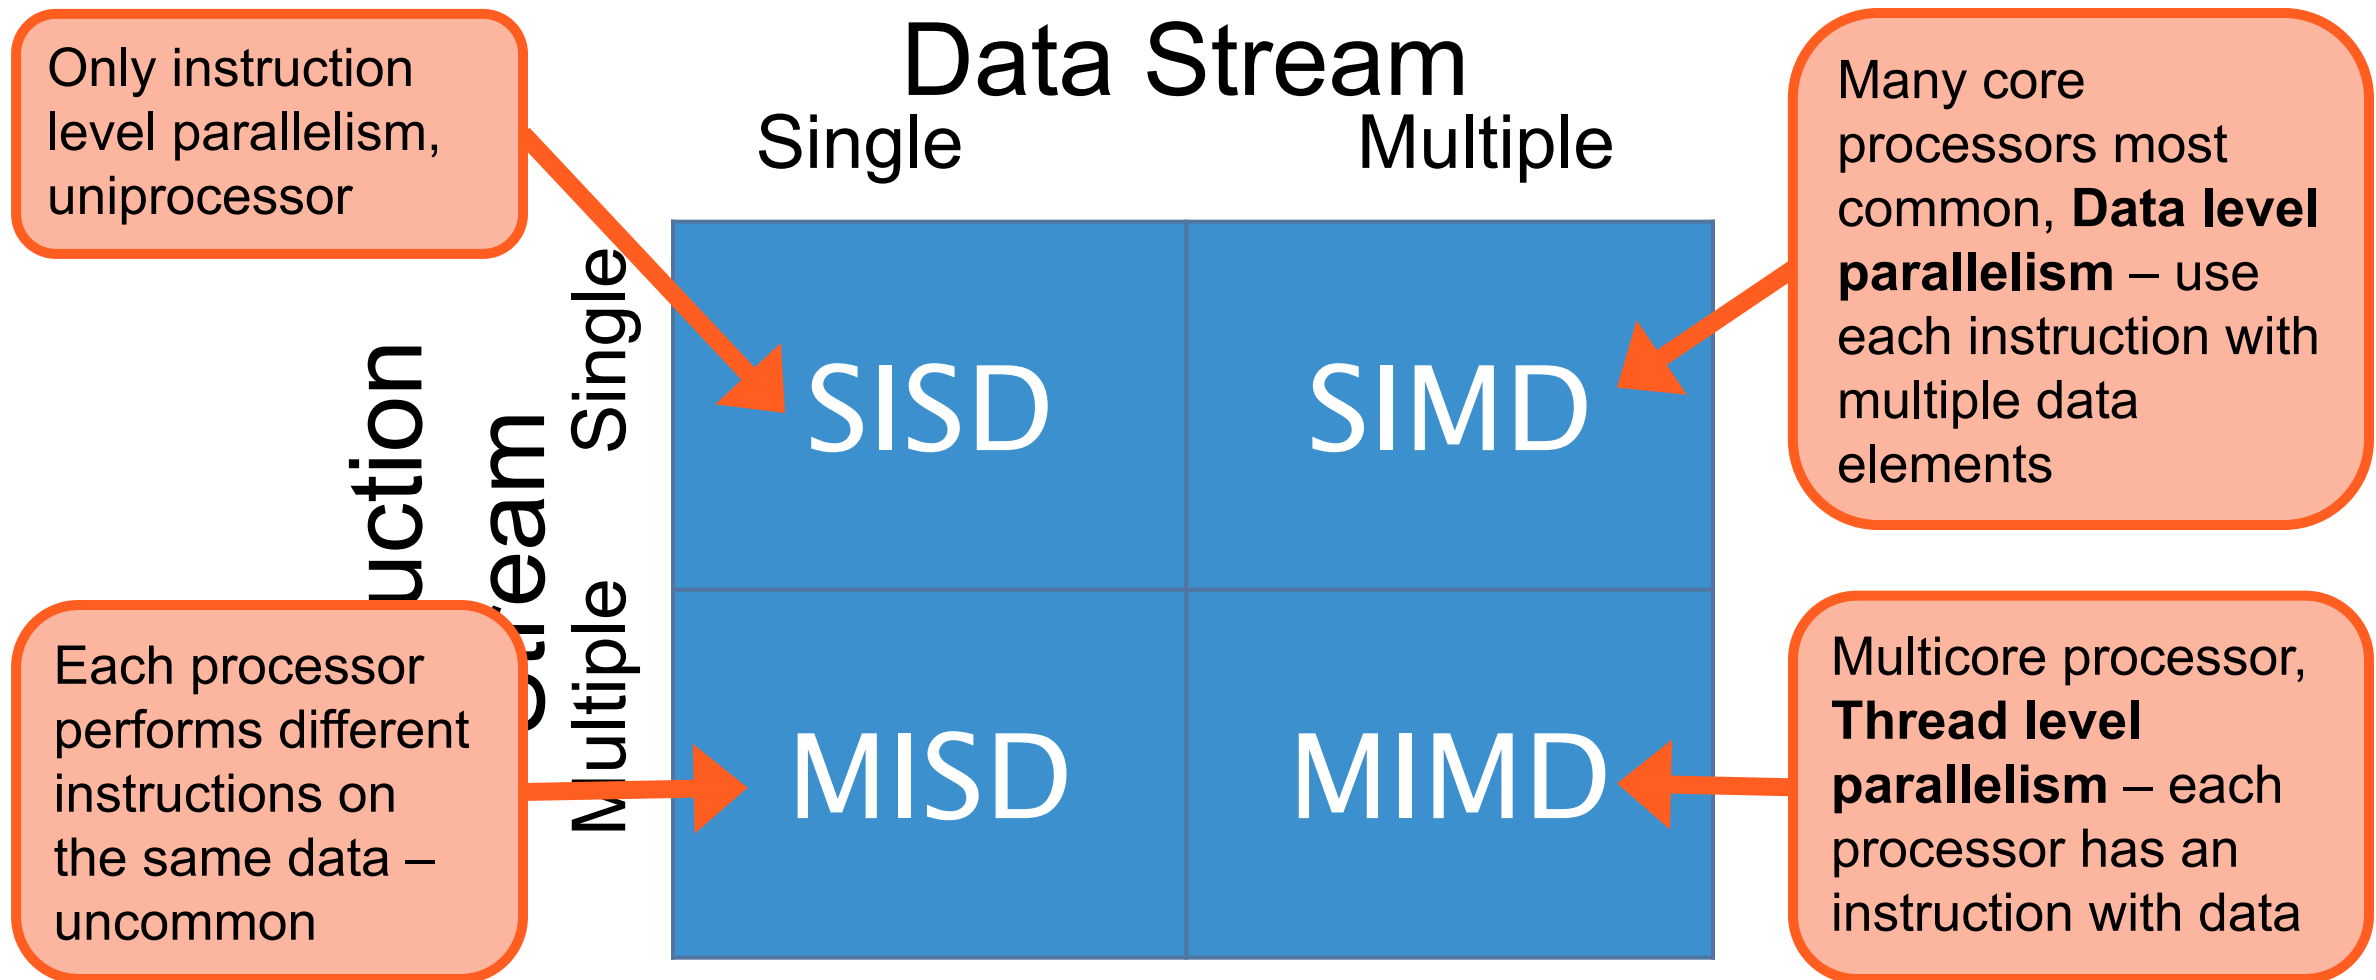 Data Stream
Single
Multiple
Only instruction
level parallelism,
uniprocessor
Many core
processors most
common, Data level
parallelism – use
each instruction with
multiple data
elements
uction
Stream
Single
Multiple
SISD
SIMD
MISD
MIMD
Each processor
performs different
instructions on
the same data –
uncommon
Multicore processor,
Thread level
parallelism – each
processor has an
instruction with data